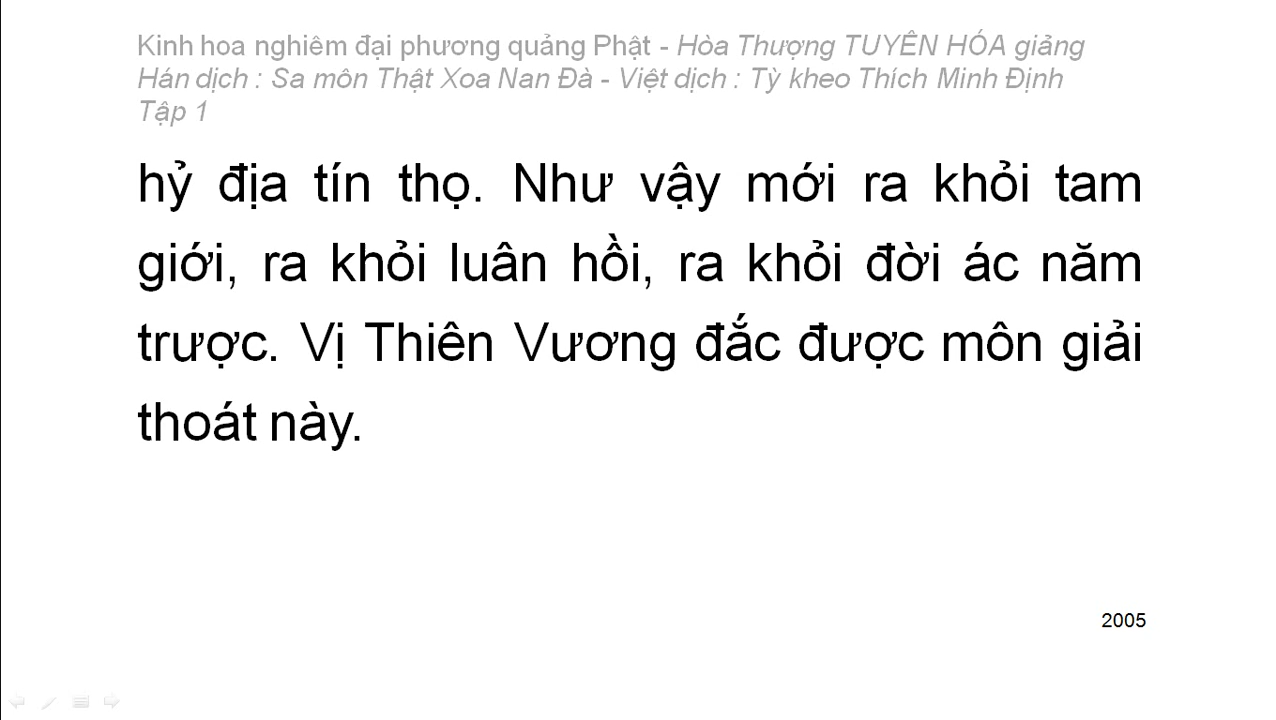 Kinh hoa nghiêm đại phương quảng Phật - Hòa Thượng TUYÊN HÓA giảng
Hán dịch : Sa môn Thật Xoa Nan Đà - Việt dịch : Tỳ kheo Thích Minh Định
Tập 1
hỷ địa tín thọ. Như vậy mới ra khỏi tam
giới, ra khỏi luân hồi, ra khỏi đời ác năm
trược. Vị Thiên Vương đắc được môn giải
thoát này.
2005